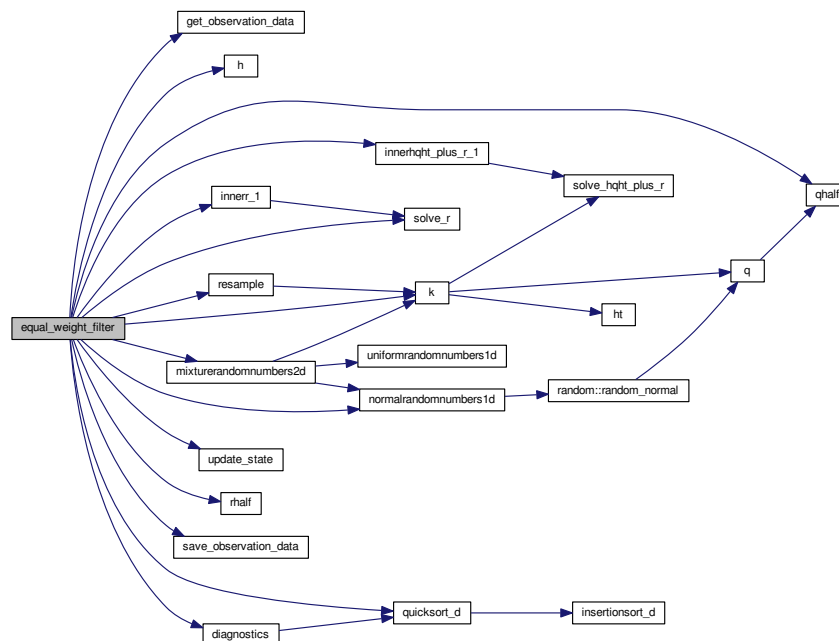 get_observation_data
h
innerhqht_plus_r_1
solve_hqht_plus_r
qhalf
innerr_1
solve_r
q
resample
k
ht
equal_weight_filter
uniformrandomnumbers1d
mixturerandomnumbers2d
random::random_normal
normalrandomnumbers1d
update_state
rhalf
save_observation_data
quicksort_d
insertionsort_d
diagnostics